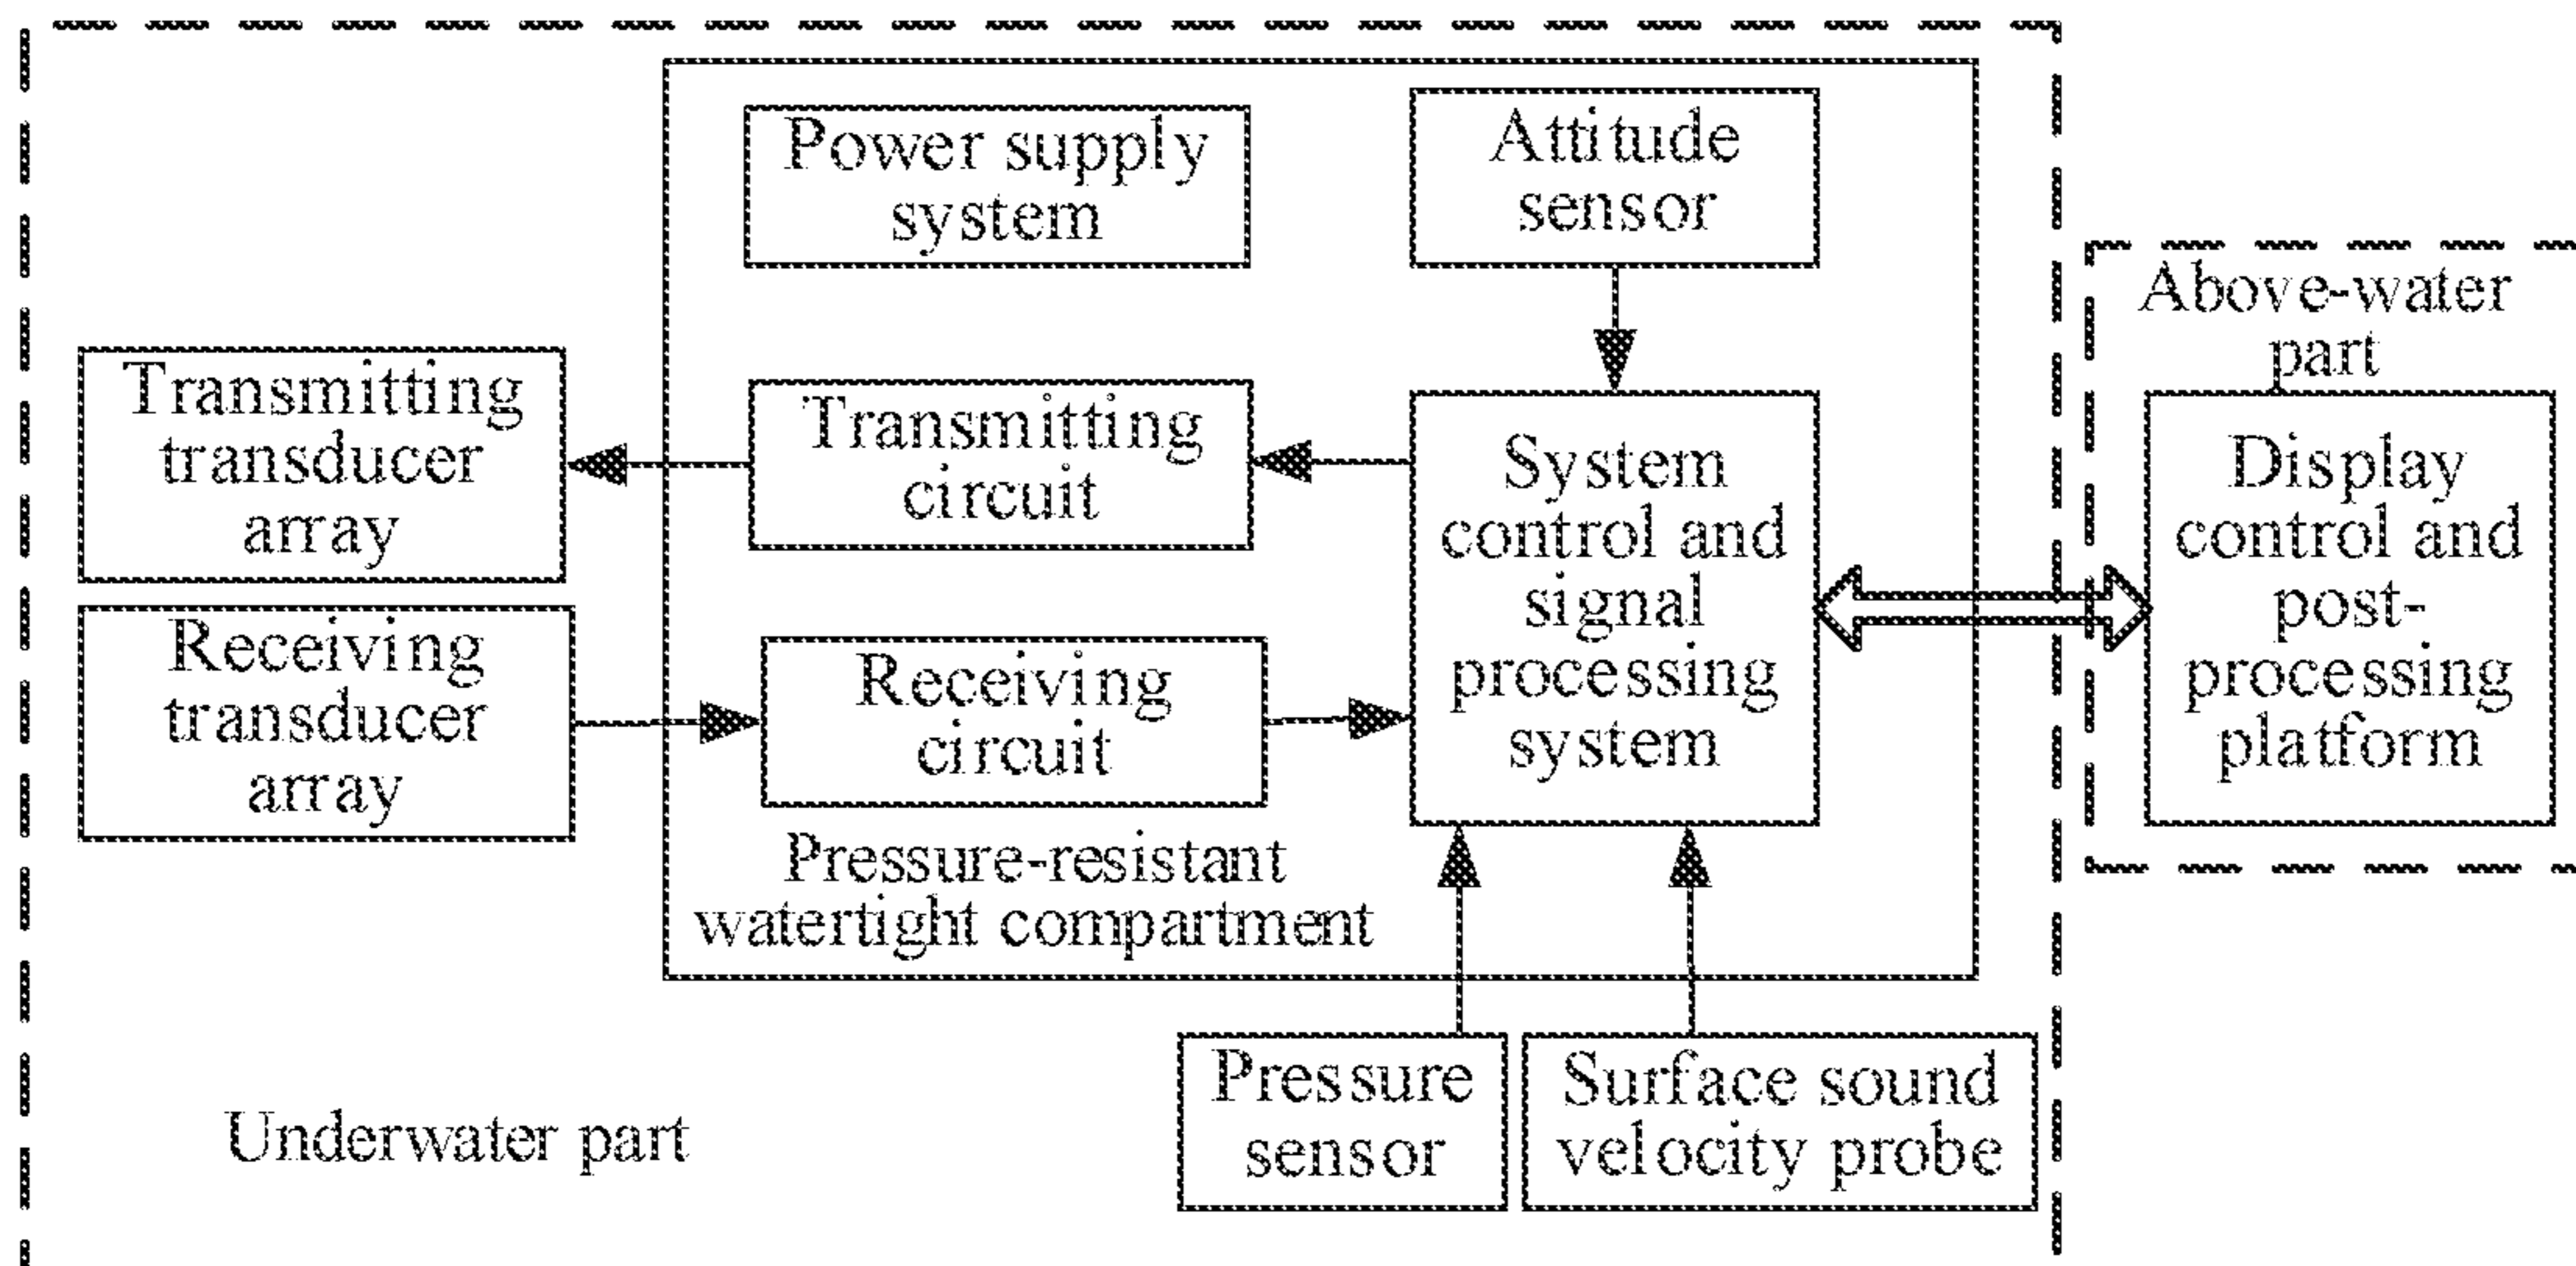 Power supply
system
Attitude
sensor
Above-water
part
Transmitting
transducer
array
Transmitting
circuit
System
control and
signal
processing
system
Display
control and
post-
processing
platform
Receiving
transducer
array
Receiving
circuit
Pressure-resistant
watertight compartment
Pressure
sensor
Surface sound
velocity probe
Underwater part